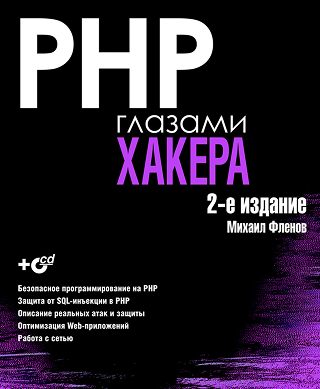 PHP
глазами
ХАКЕРА
2-е издание
Михаил Фленов
+cd
Безопасное программирование на PHP
Защита от SQL-инъекции в PHP
Описание реальных атак и защиты
Оптимизация Web-приложений
Работа с сетью